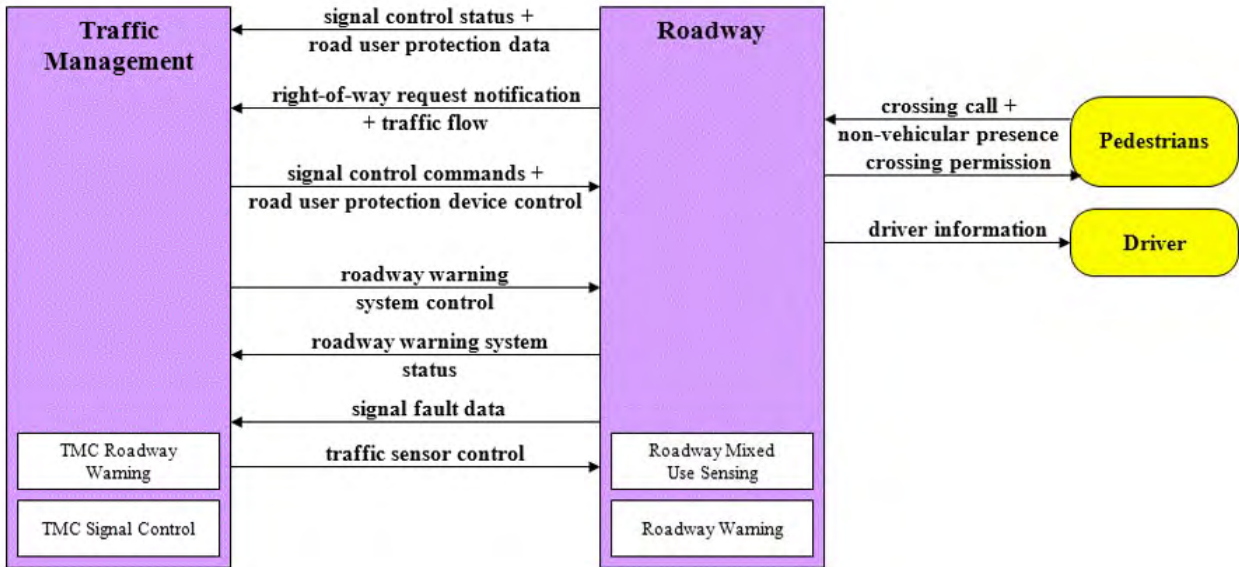 Traffic
Management
signal control status +
road user protection data
right-of-way request notification
+ traffic flow
signal control commands +
road user protection device control
roadway warning
system control
roadway warning system
status
signal fault data
traffic sensor control
TMC Roadway
Warning
TMC Signal Control
Roadway
Roadway Mixed
Use Sensing
Roadway Warning
crossing call +
non-vehicular presence
crossing permission
driver information
Pedestrians
Driver